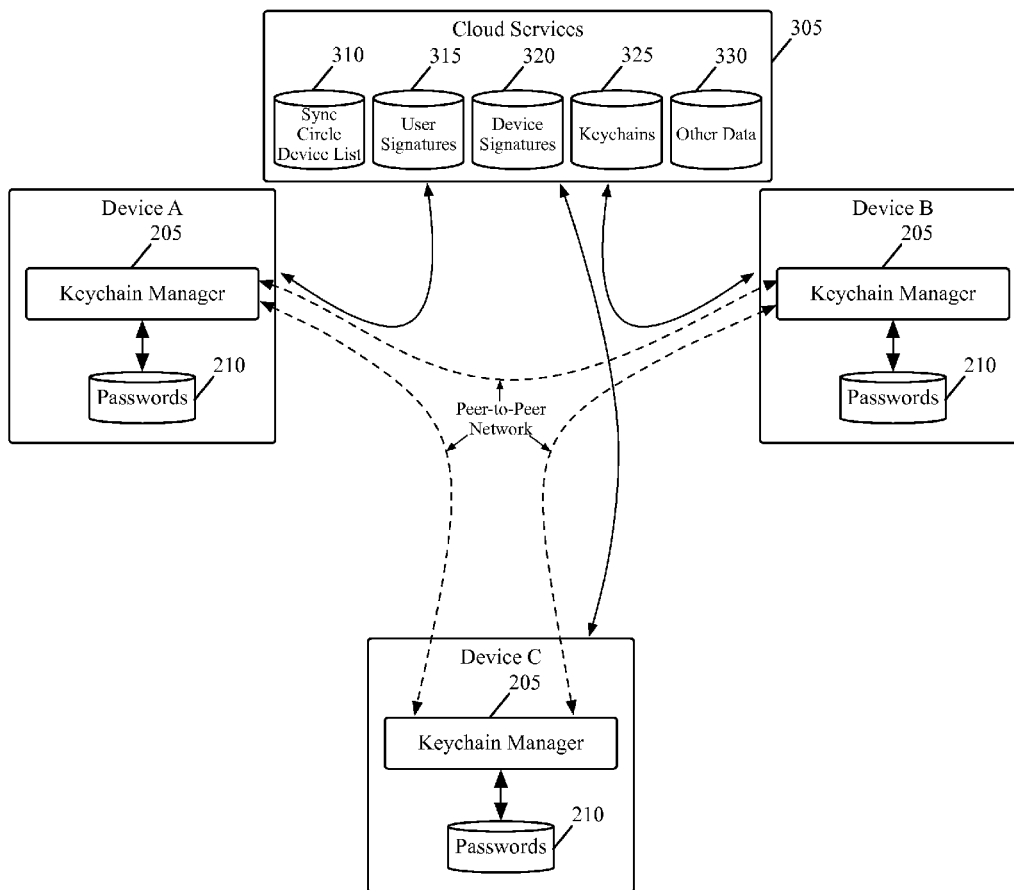 Cloud Services
305
310
315
320
325
330
Sync
Circle
Device List
User
Signatures
Device
Signatures
Keychains
Other Data
Device A
205
Keychain Manager
210
Passwords
Device B
205
Keychain Manager
210
Passwords
Peer-to-Peer
Network
Device C
205
Keychain Manager
210
Passwords